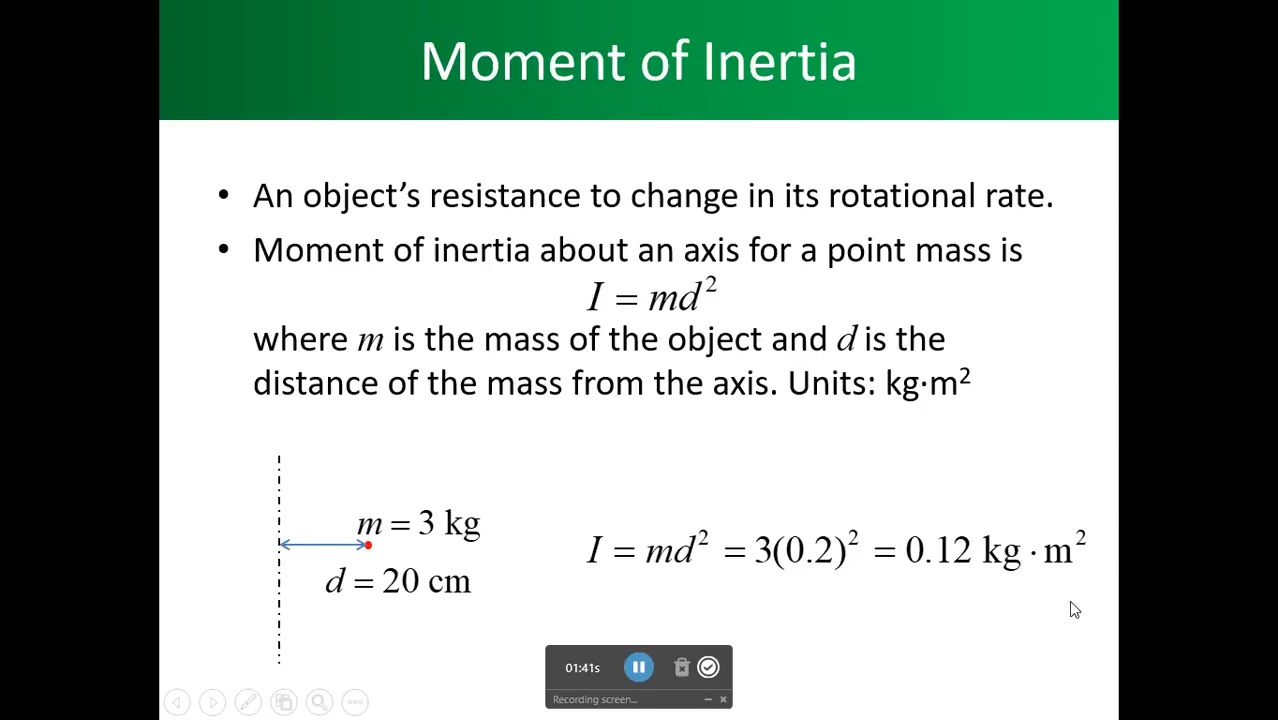 Moment of Inertia
• An object’s resistance to change in its rotational rate.
• Moment of inertia about an axis for a point mass is
I = md²
where m is the mass of the object and d is the
distance of the mass from the axis. Units: kg·m²
m = 3 kg
d = 20 cm
I = md² = 3(0.2)² = 0.12 kg · m²
01:41s
Recording screen...